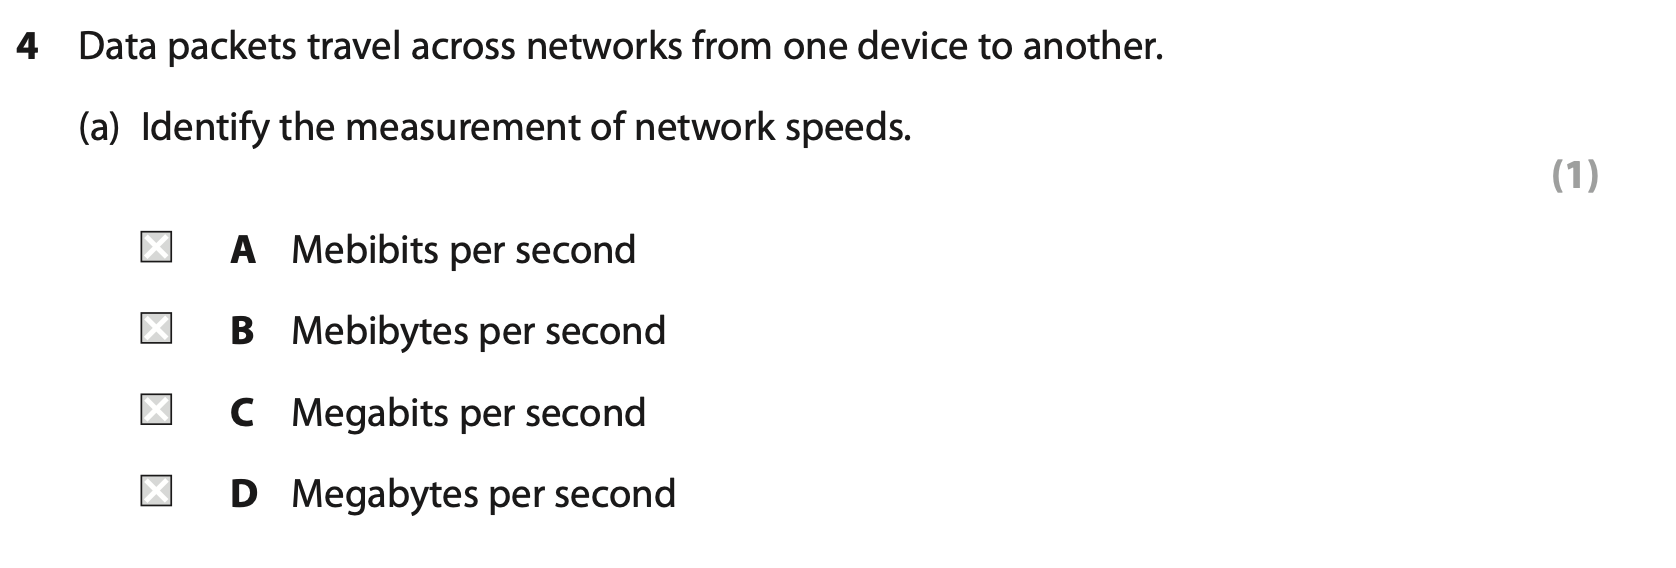 4 Data packets travel across networks from one device to another.
(a) Identify the measurement of network speeds.
(1)
A Mebibits per second
B Mebibytes per second
C Megabits per second
D Megabytes per second